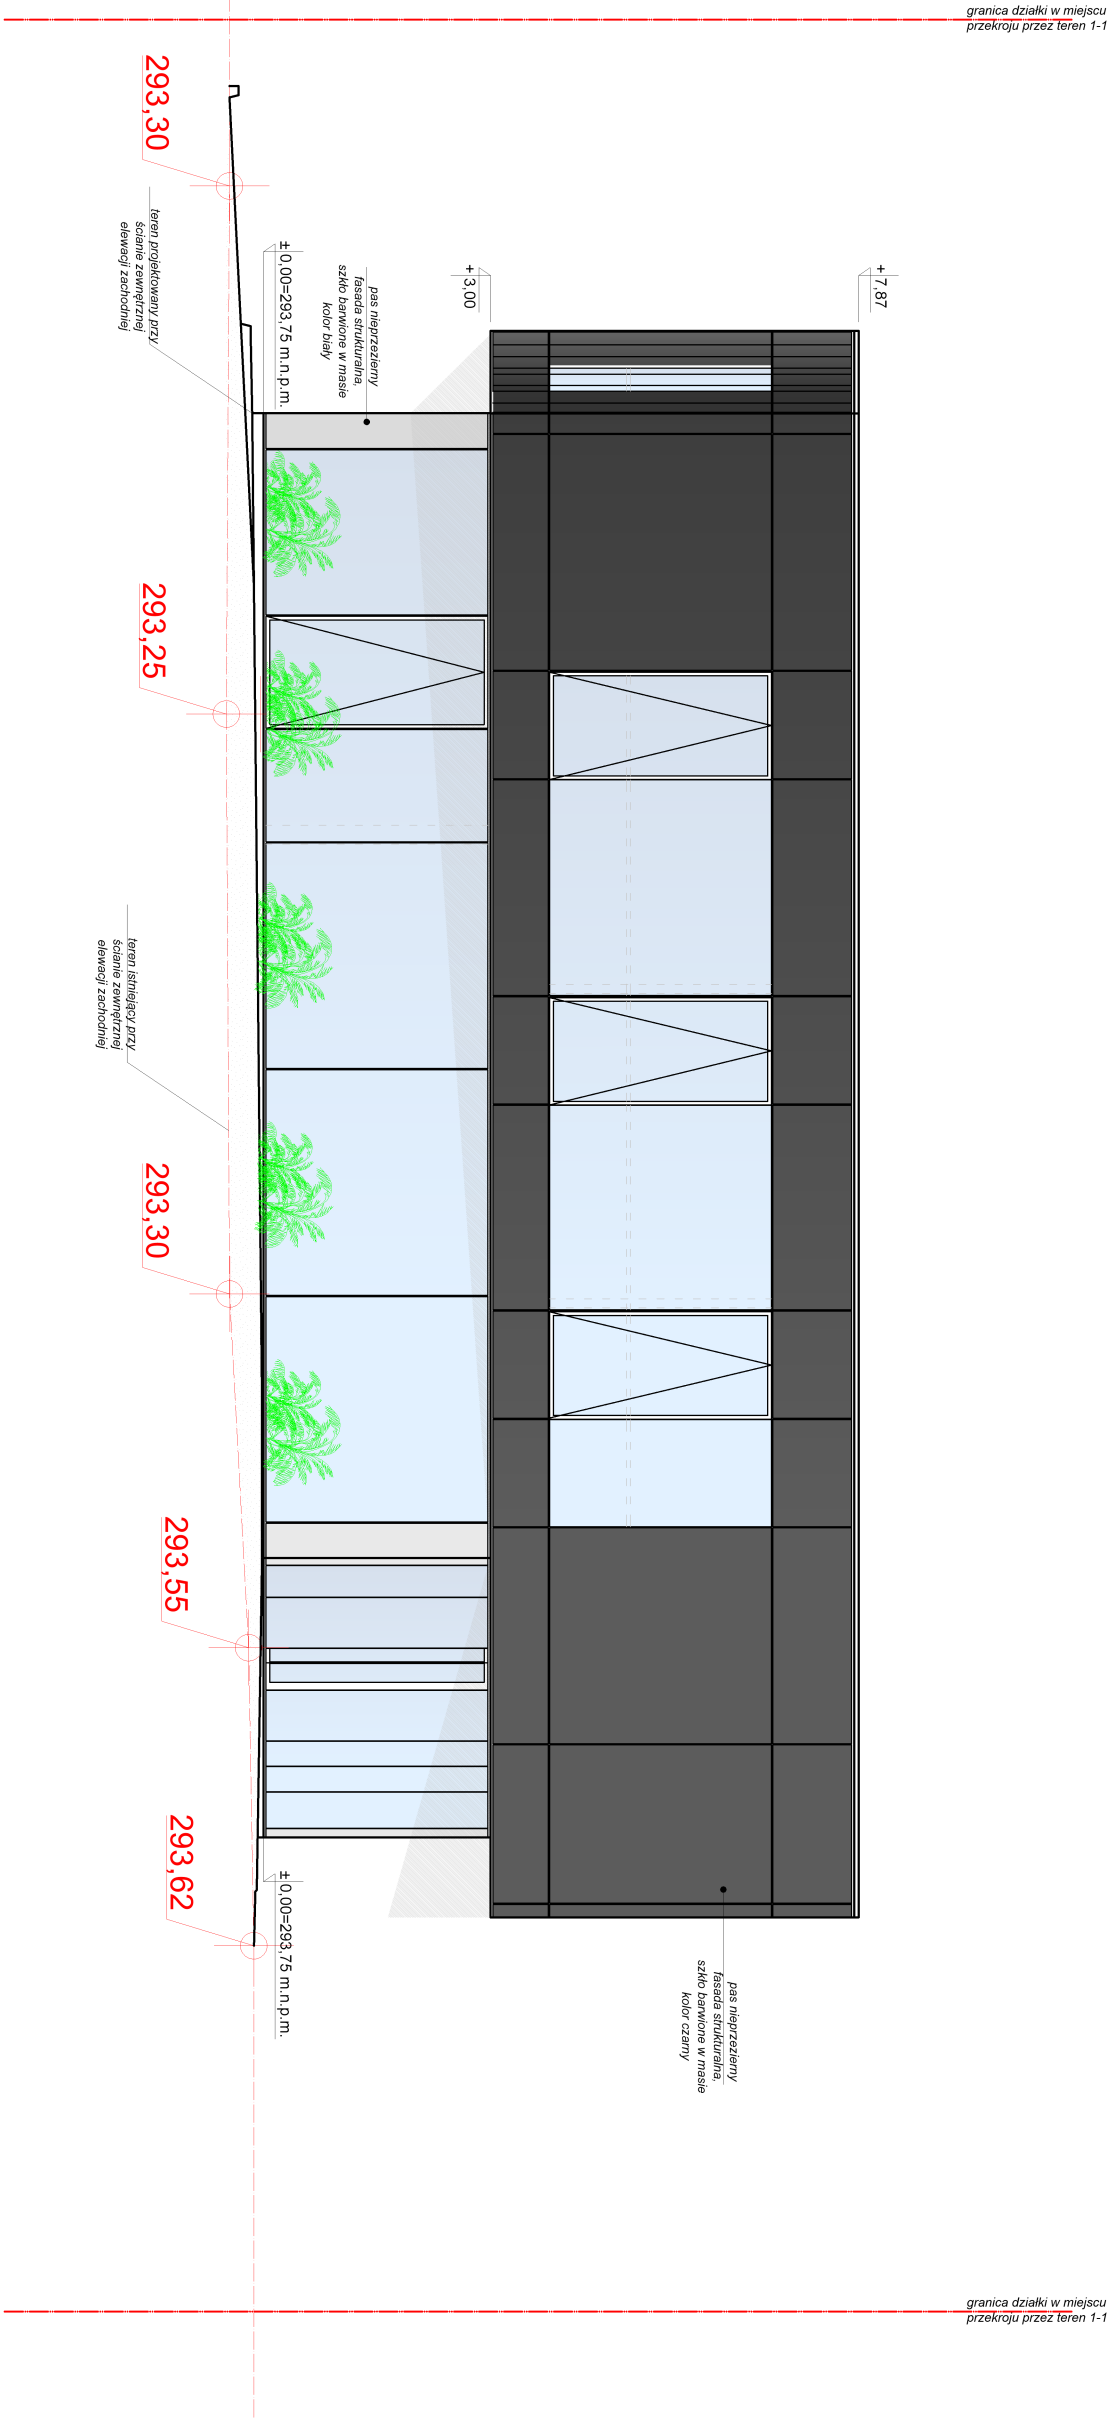 granica działki w miejscu
przekroju przez teren 1-1
293,30
teren projektowany przy
ścianie zewnętrznej
elewacji zachodniej
±0,00=293,75 m.n.p.m.
pas nieprzezierny
fasada strukturalna,
szkło barwione w masie
kolor biały
+3,00
+7,87
293,25
teren istniejący przy
ścianie zewnętrznej
elewacji zachodniej
293,30
293,55
293,62
±0,00=293,75 m.n.p.m.
pas nieprzezierny
fasada strukturalna,
szkło barwione w masie
kolor czarny
granica działki w miejscu
przekroju przez teren 1-1